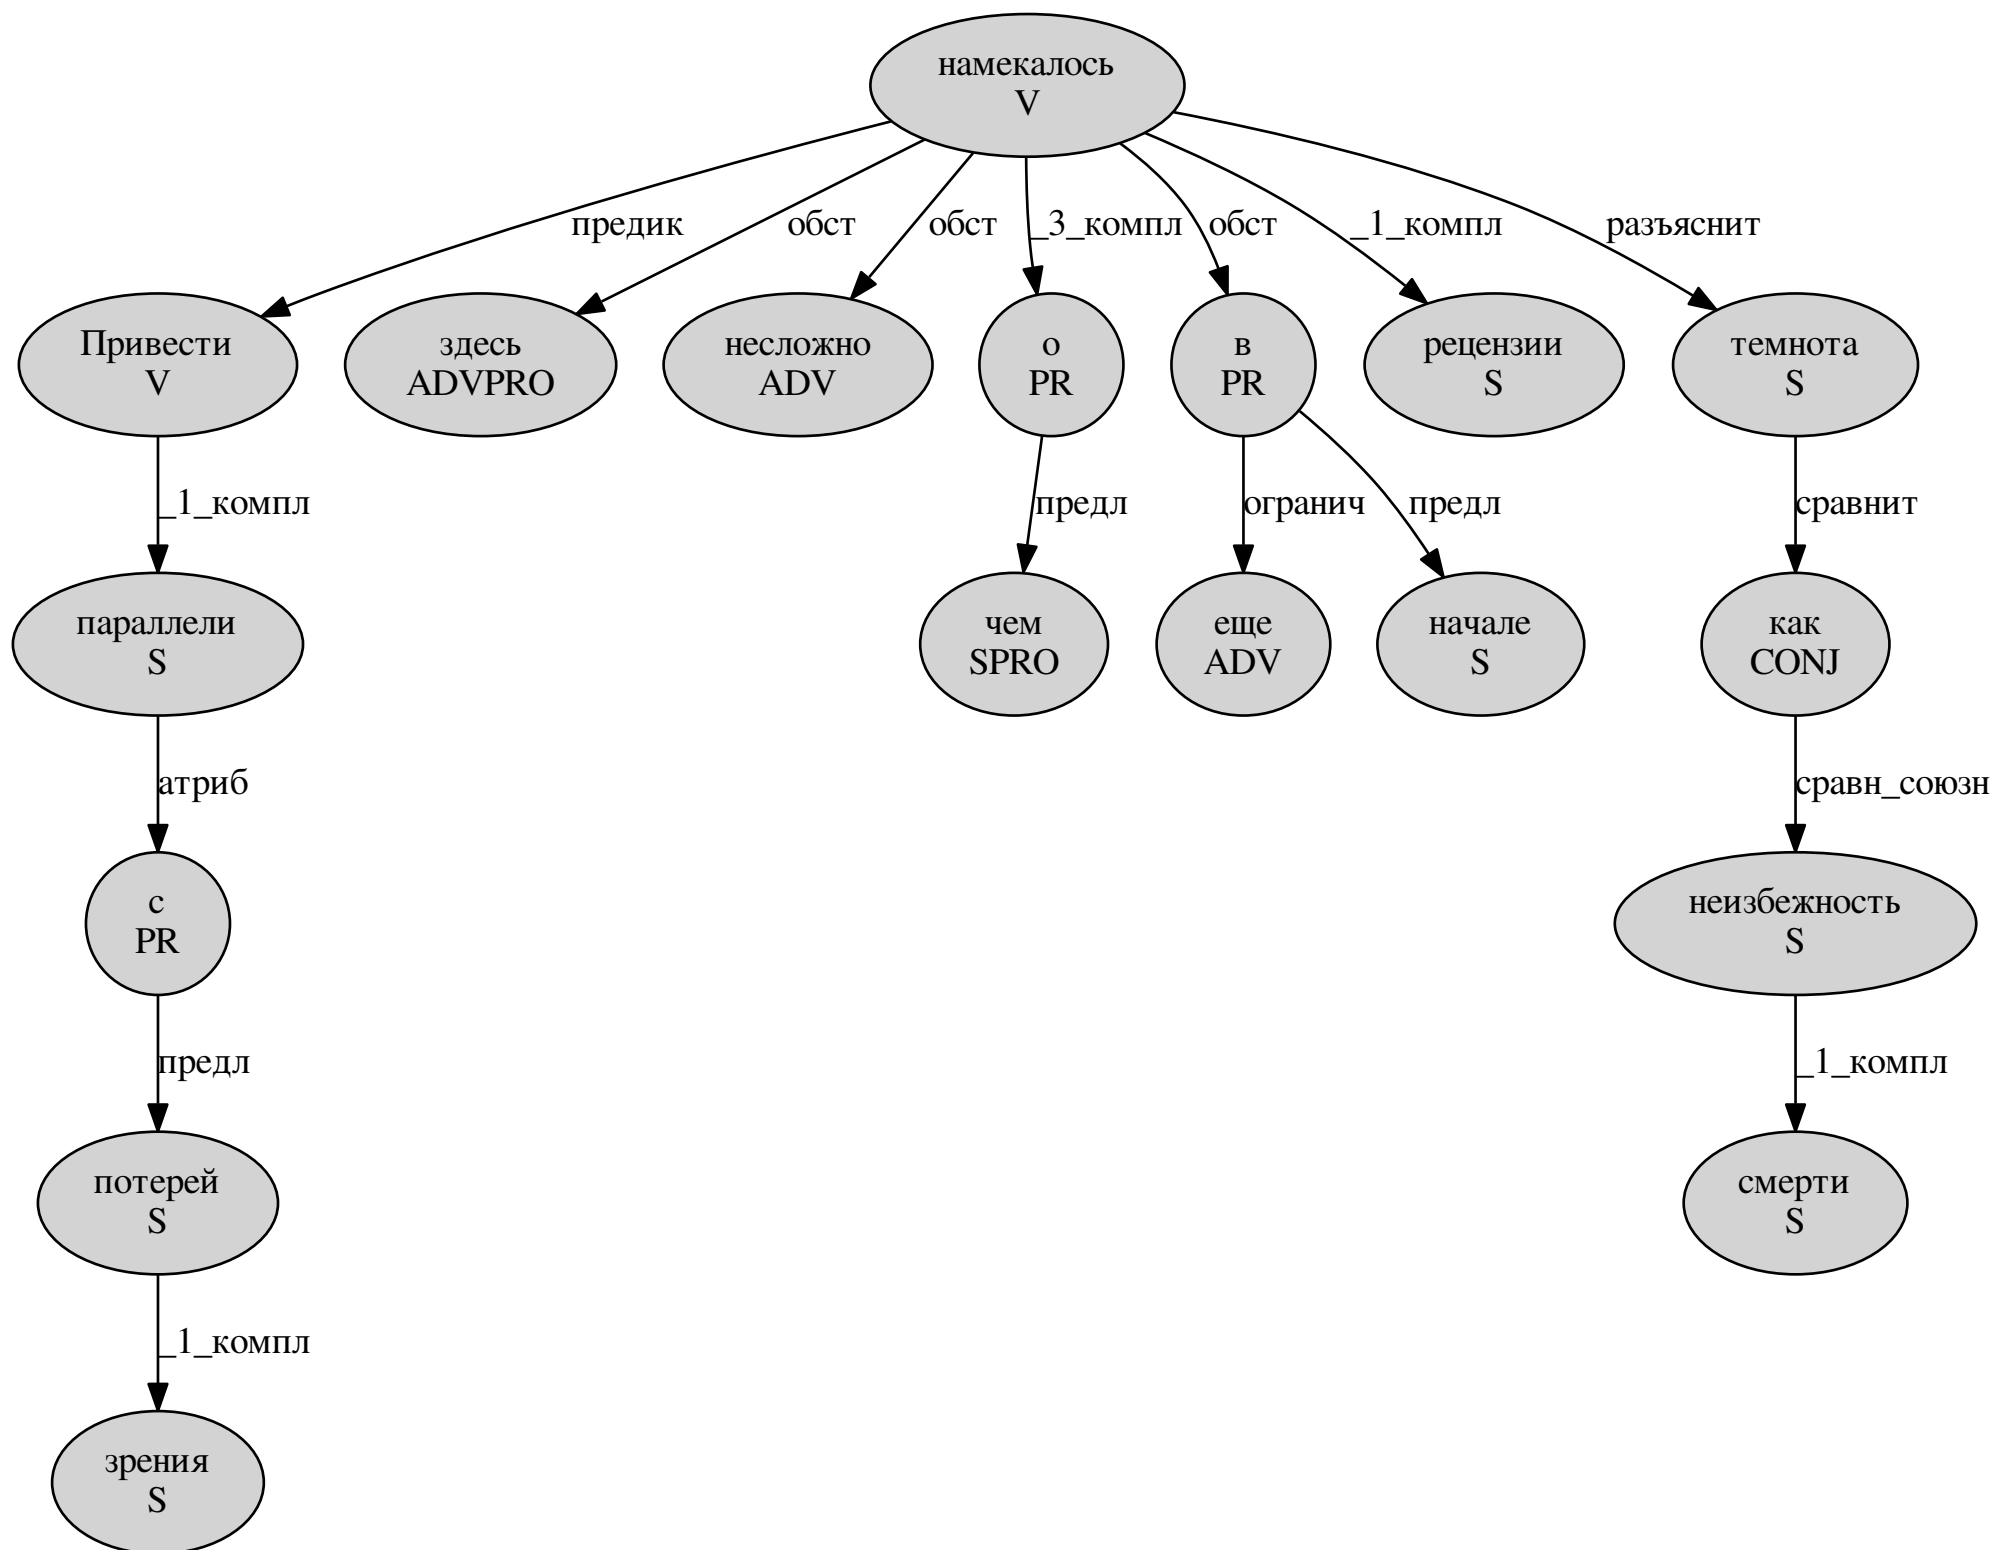 намекалось
V
предик
обст
обст
_3_компл
обст
_1_компл
разъяснит
Привести
V
здесь
ADVPRO
несложно
ADV
о
PR
в
PR
рецензии
S
темнота
S
_1_компл
предл
огранич
предл
сравнит
параллели
S
чем
SPRO
еще
ADV
начале
S
как
CONJ
атриб
сравн_союзн
с
PR
неизбежность
S
предл
_1_компл
потерей
S
смерти
S
_1_компл
зрения
S